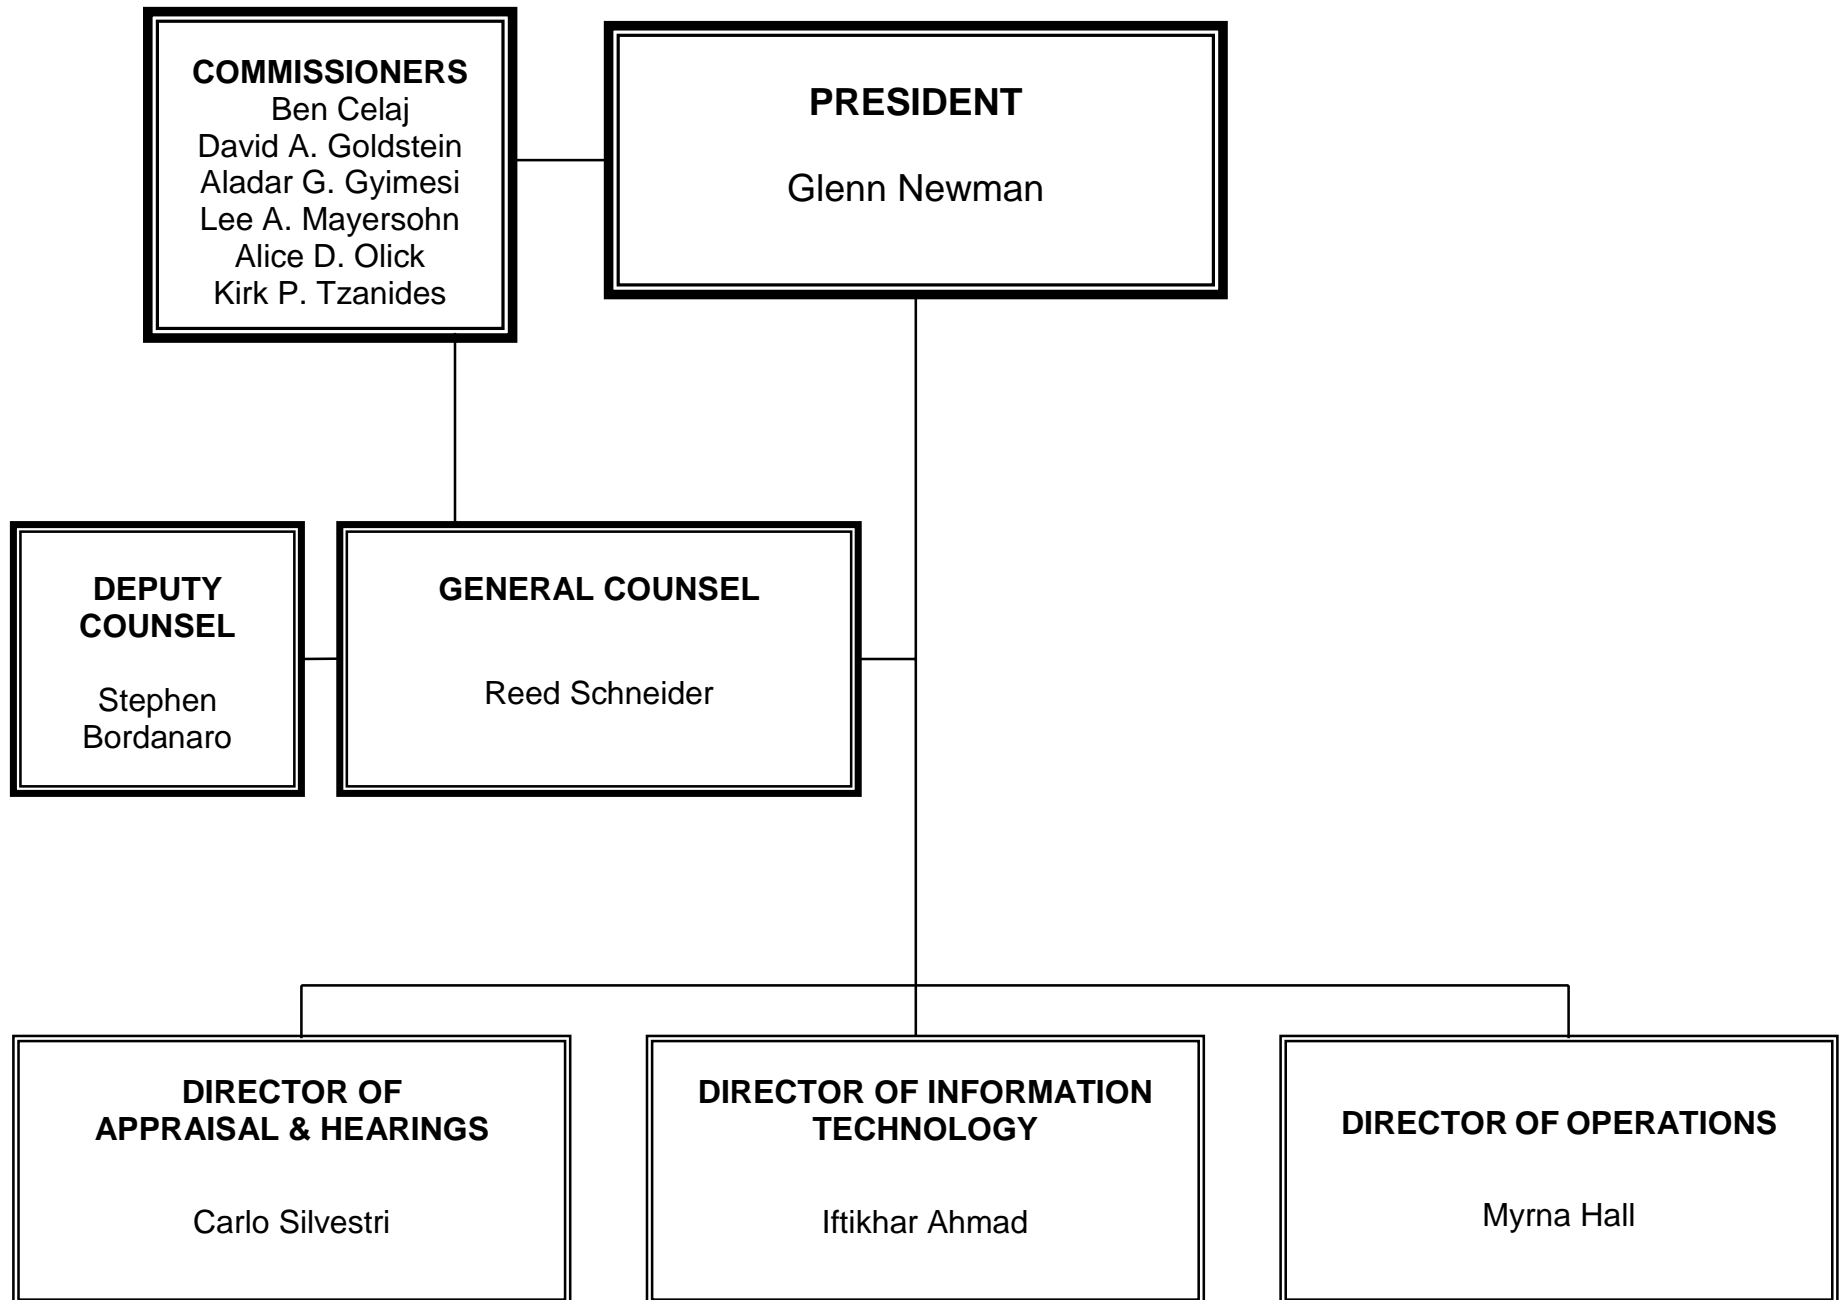 COMMISSIONERS
Ben Celaj
David A. Goldstein
Aladar G. Gyimesi
Lee A. Mayersohn
Alice D. Olick
Kirk P. Tzanides
PRESIDENT
Glenn Newman
DEPUTY
COUNSEL
Stephen
Bordanaro
GENERAL COUNSEL
Reed Schneider
DIRECTOR OF
APPRAISAL & HEARINGS
Carlo Silvestri
DIRECTOR OF INFORMATION
TECHNOLOGY
Iftikhar Ahmad
DIRECTOR OF OPERATIONS
Myrna Hall